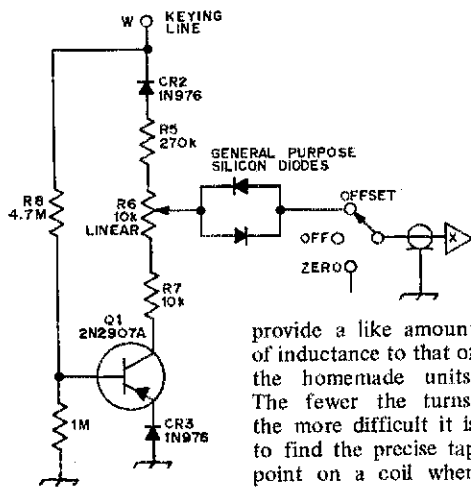 W
KEYING
LINE
CR2
1N976
R5
270k
GENERAL PURPOSE
SILICON DIODES
R8
4.7M
R6
10k
LINEAR
OFFSET
OFF
X
ZERO
R7
10k
Q1
2N2907A
1M
CR3
1N976
provide a like amount
of inductance to that of
the homemade units.
The fewer the turns,
the more difficult it is
to find the precise tap
point on a coil when